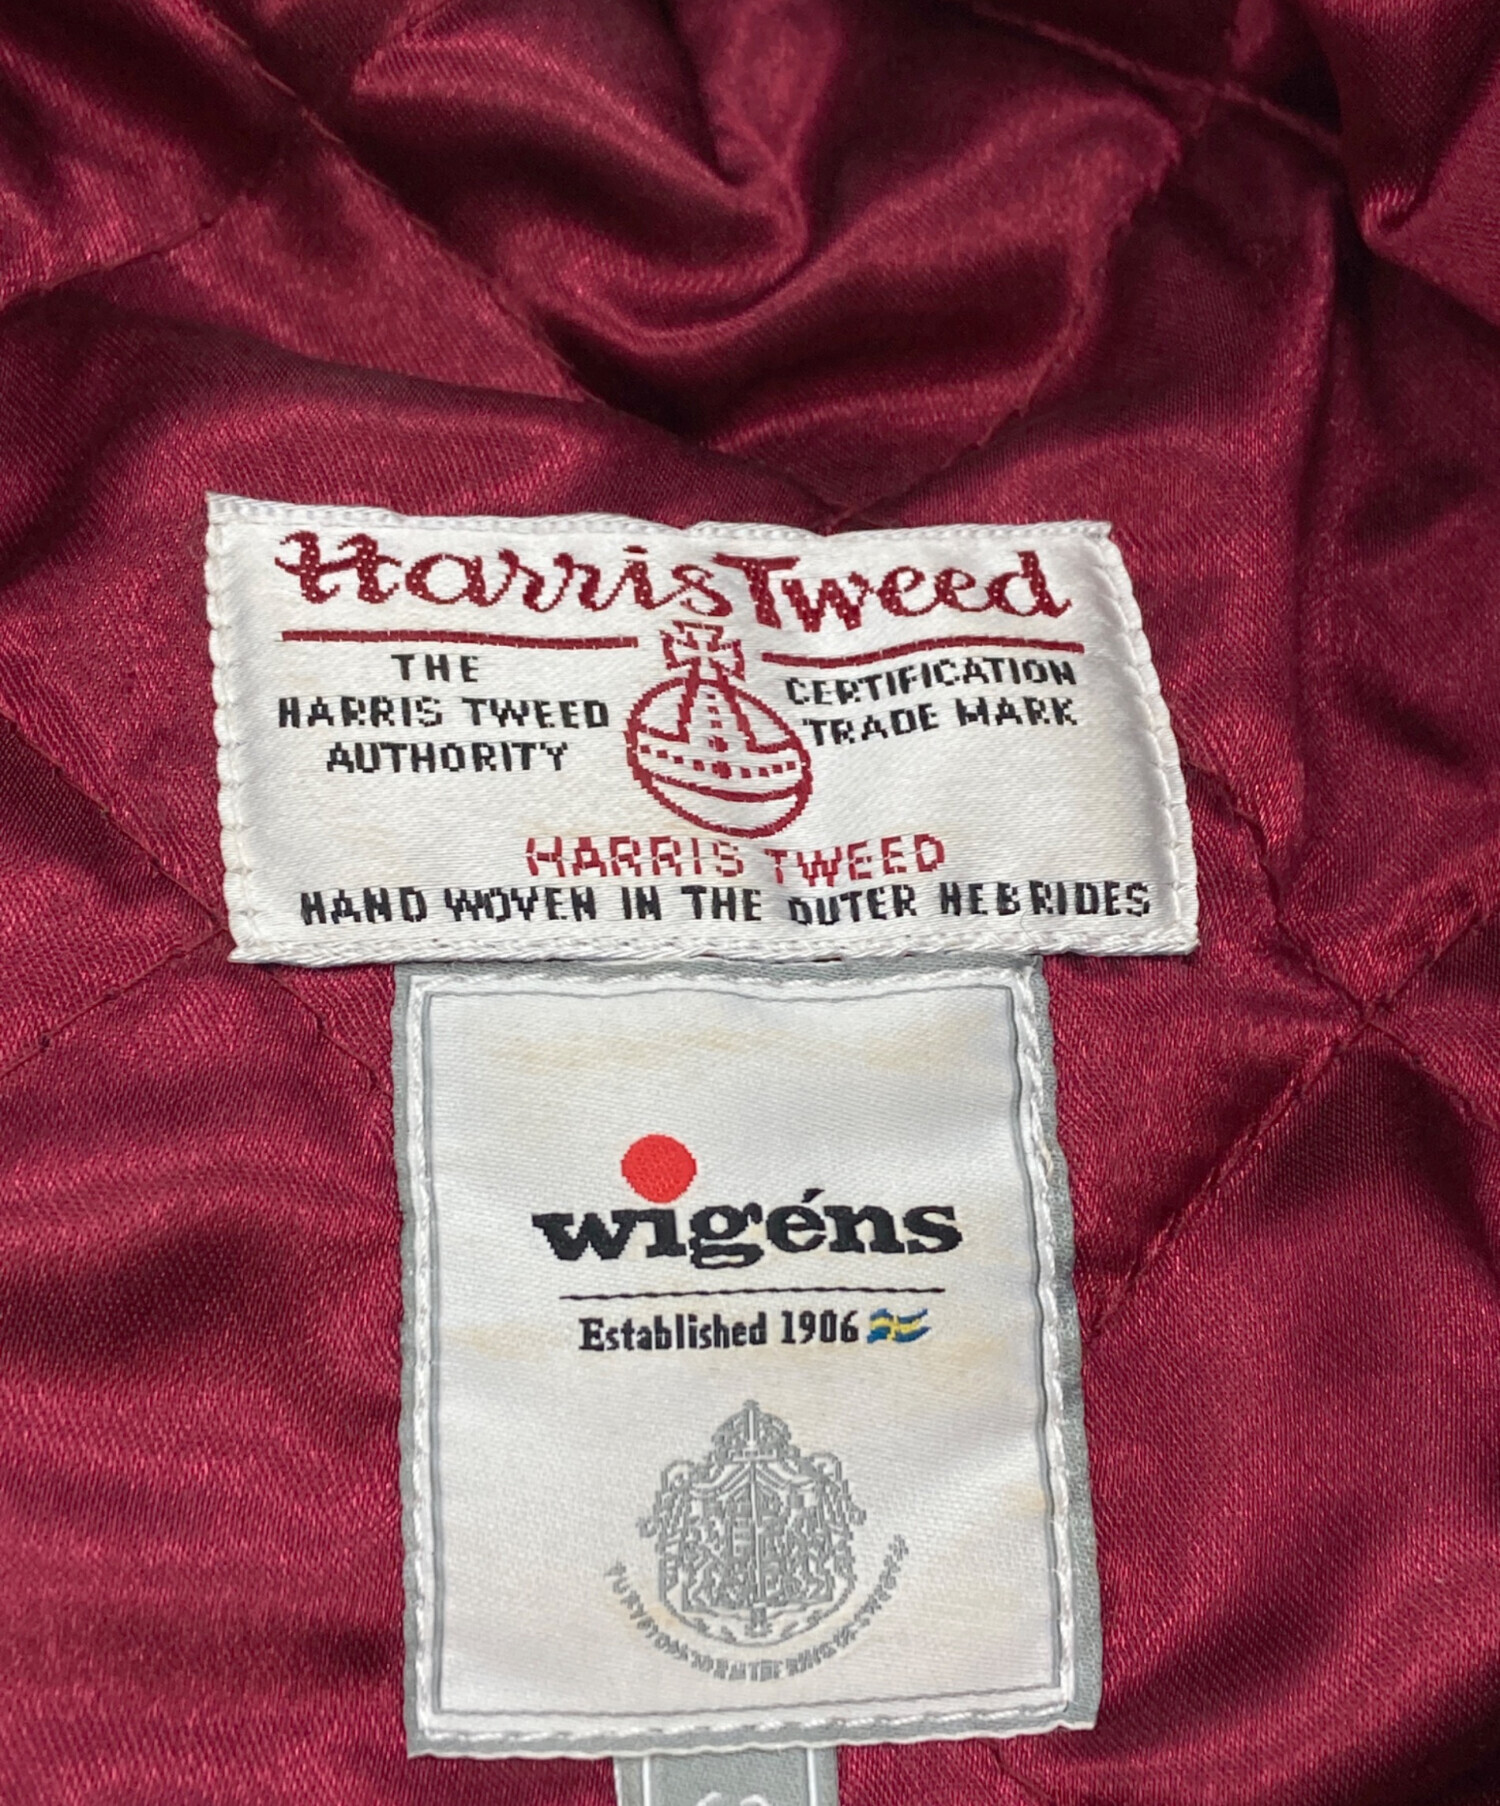 Harris Tweed
THE
HARRIS TWEED
AUTHORITY
CERTIFICATION
TRADE MARK
HARRIS TWEED
HAND WOVEN IN THE OUTER HEBRIDES
wigéns
Established 1906